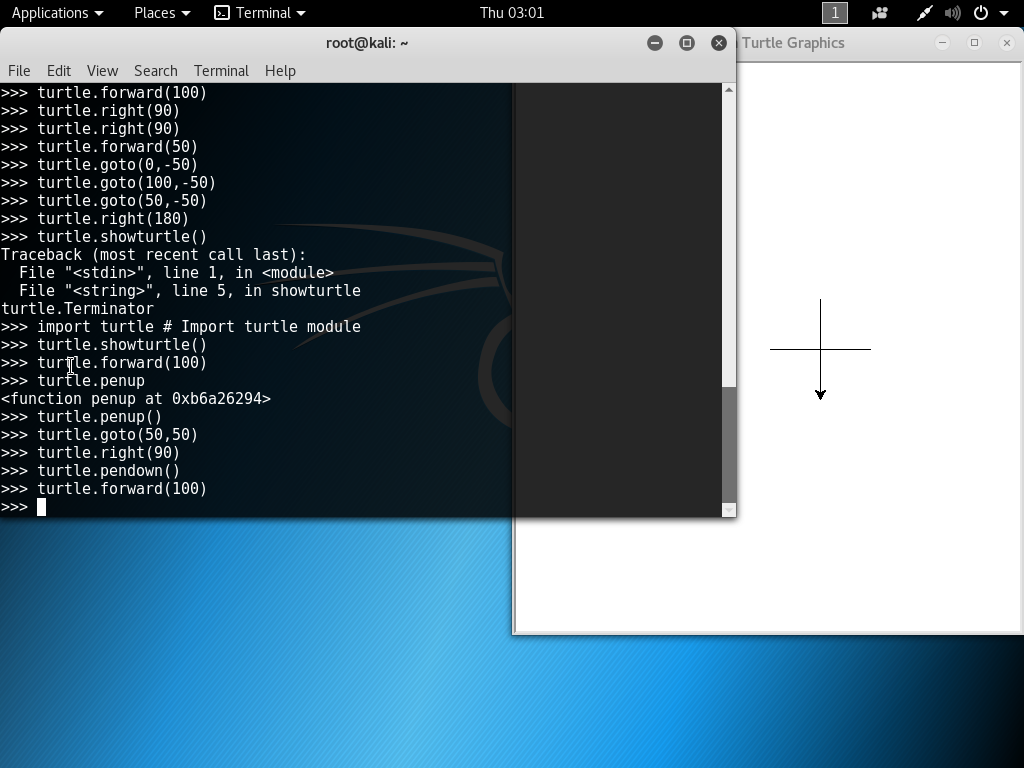 Applications Places Terminal Thu 03:01 1
root@kali: ~
Turtle Graphics
File Edit View Search Terminal Help
>>> turtle.forward(100)
>>> turtle.right(90)
>>> turtle.right(90)
>>> turtle.forward(50)
>>> turtle.goto(0,-50)
>>> turtle.goto(100,-50)
>>> turtle.goto(50,-50)
>>> turtle.right(180)
>>> turtle.showturtle()
Traceback (most recent call last):
  File "<stdin>", line 1, in <module>
  File "<string>", line 5, in showturtle
turtle.Terminator
>>> import turtle # Import turtle module
>>> turtle.showturtle()
>>> turtle.forward(100)
>>> turtle.penup
<function penup at 0xb6a26294>
>>> turtle.penup()
>>> turtle.goto(50,50)
>>> turtle.right(90)
>>> turtle.pendown()
>>> turtle.forward(100)
>>>